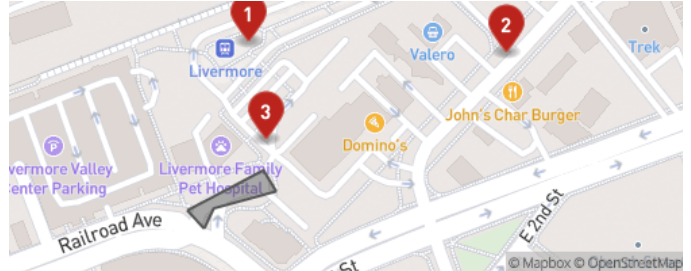 1
2
Valero
Trek
Livermore
3
John's Char Burger
Domino's
vermore Valley
Center Parking
Livermore Family
Pet Hospital
Railroad Ave
E 2nd St
St
© Mapbox © OpenStreetMap